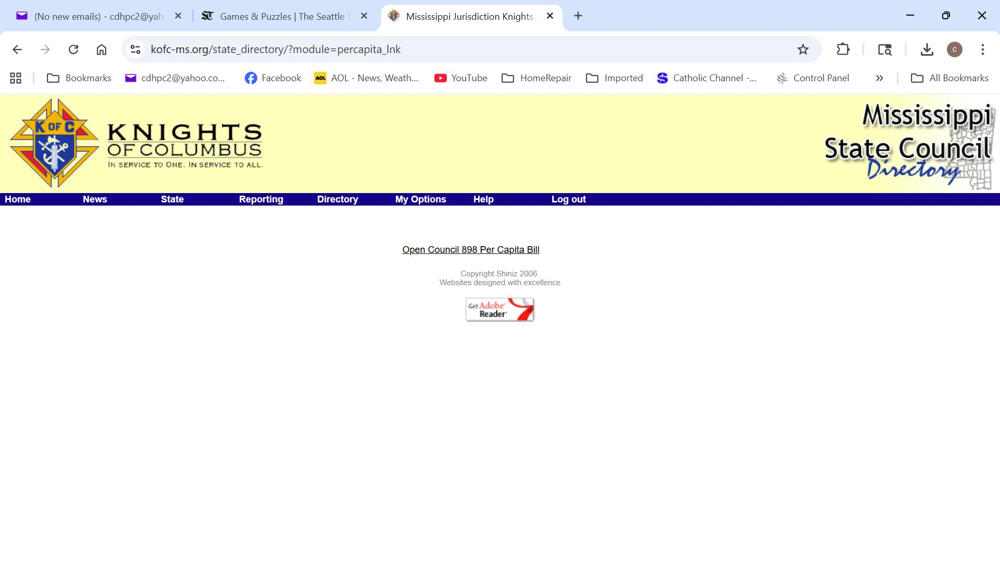 (No new emails) - cdhpc2@yah
Games & Puzzles | The Seattle T
Mississippi Jurisdiction Knights
kofc-ms.org/state_directory/?module=percapita_lnk
C
Bookmarks
cdhpc2@yahoo.co...
Facebook
AOL
AOL - News, Weath...
YouTube
HomeRepair
Imported
Catholic Channel -...
Control Panel
All Bookmarks
K OF C
KNIGHTS
OF COLUMBUS
IN SERVICE TO ONE. IN SERVICE TO ALL.
Mississippi
State Council
Directory
Home News State Reporting Directory My Options Help Log out
Open Council 898 Per Capita Bill
Copyright Shiniz 2006.
Websites designed with excellence
Get Adobe
Reader